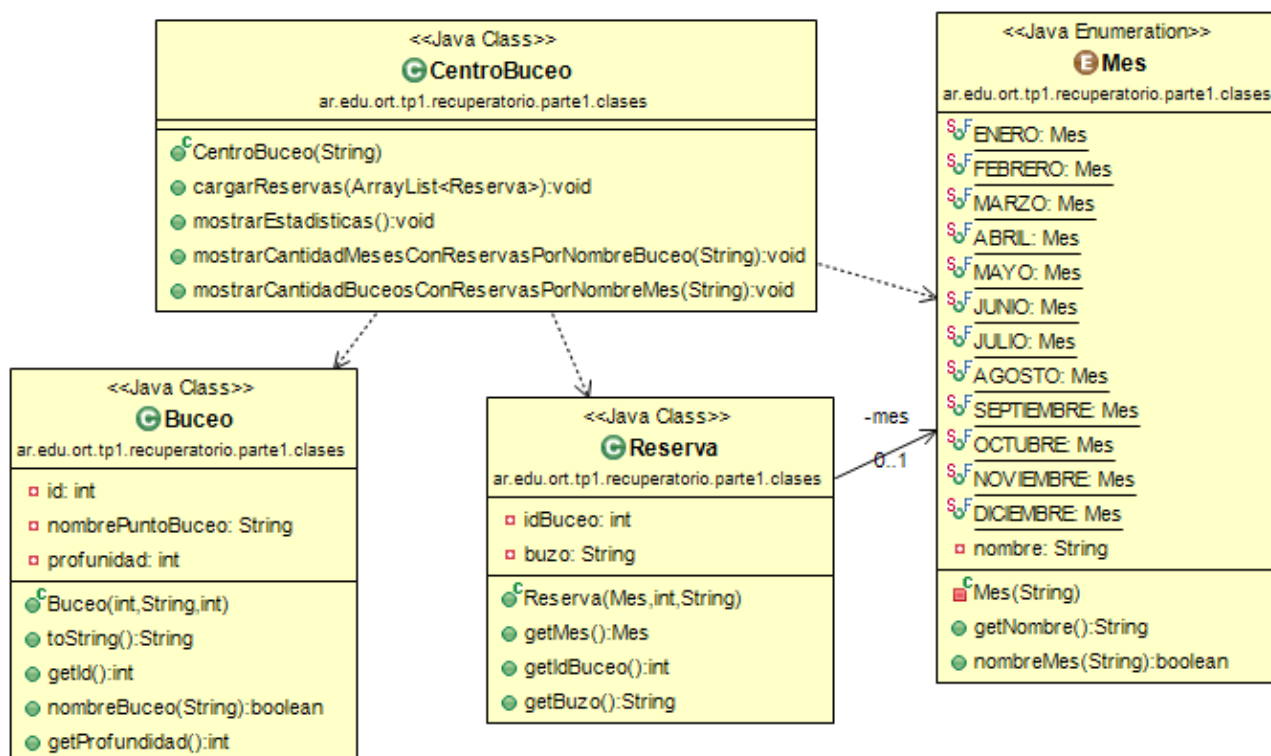 <<Java Class>>
CentroBuceo
ar.edu.ort.tp1.recuperatorio.parte1.clases
CentroBuceo(String)
cargarReservas(ArrayList<Reserva>):void
mostrarEstadisticas():void
mostrarCantidadMesesConReservasPorNombreBuceo(String):void
mostrarCantidadBuceosConReservasPorNombreMes(String):void
<<Java Enumeration>>
Mes
ar.edu.ort.tp1.recuperatorio.parte1.clases
ENERO: Mes
FEBRERO: Mes
MARZO: Mes
ABRIL: Mes
MAYO: Mes
JUNIO: Mes
JULIO: Mes
AGOSTO: Mes
SEPTIEMBRE: Mes
OCTUBRE: Mes
NOVIEMBRE: Mes
DICIEMBRE: Mes
nombre: String
Mes(String)
getNombre():String
nombreMes(String):boolean
<<Java Class>>
Buceo
ar.edu.ort.tp1.recuperatorio.parte1.clases
id: int
nombrePuntoBuceo: String
profunidad: int
Buceo(int,String,int)
toString():String
getId():int
nombreBuceo(String):boolean
getProfundidad():int
<<Java Class>>
Reserva
ar.edu.ort.tp1.recuperatorio.parte1.clases
idBuceo: int
buzo: String
Reserva(Mes,int,String)
getMes():Mes
getIdBuceo():int
getBuzo():String
-mes
0..1